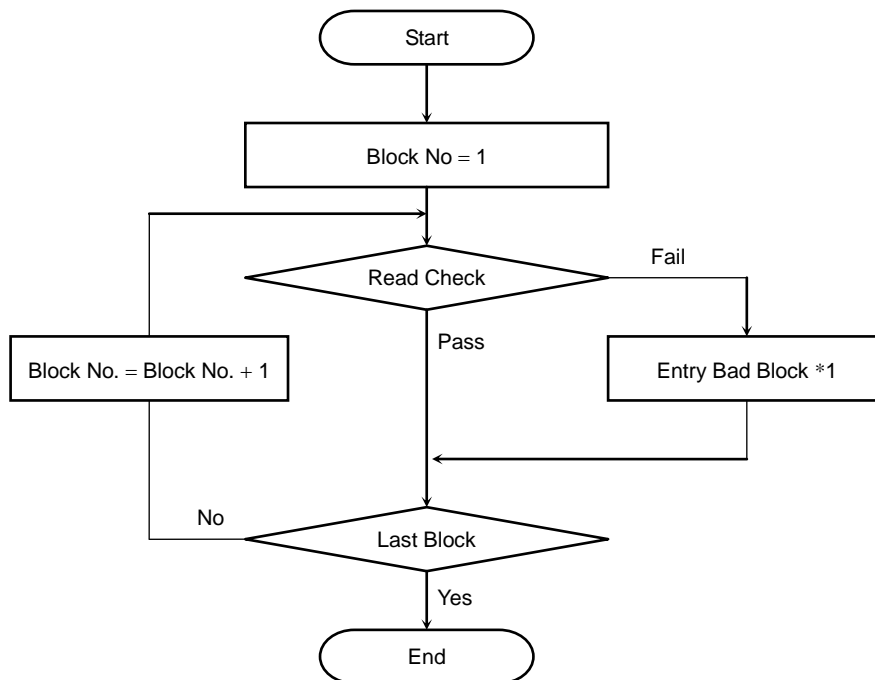 Start
Block No = 1
Read Check
Fail
Pass
Block No. = Block No. + 1
Entry Bad Block *1
No
Last Block
Yes
End